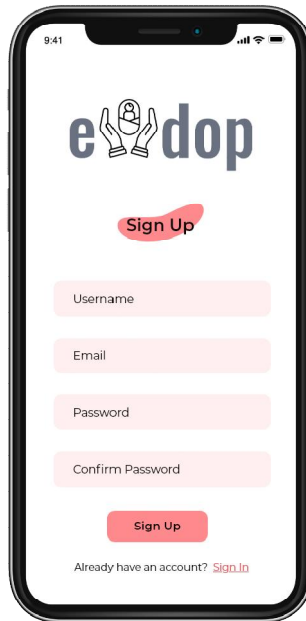 9:41
e dop
Sign Up
Username
Email
Password
Confirm Password
Sign Up
Already have an account? Sign In